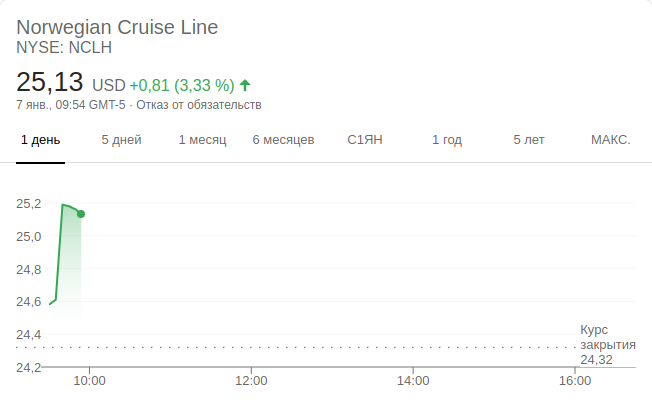 Norwegian Cruise Line
NYSE: NCLH
25,13 USD +0,81 (3,33 %)
7 янв., 09:54 GMT-5 · Отказ от обязательств
1 день 5 дней 1 месяц 6 месяцев С1ЯН 1 год 5 лет МАКС.
25,2
25,0
24,8
24,6
24,4
24,2
Курс
закрытия
24,32
10:00 12:00 14:00 16:00